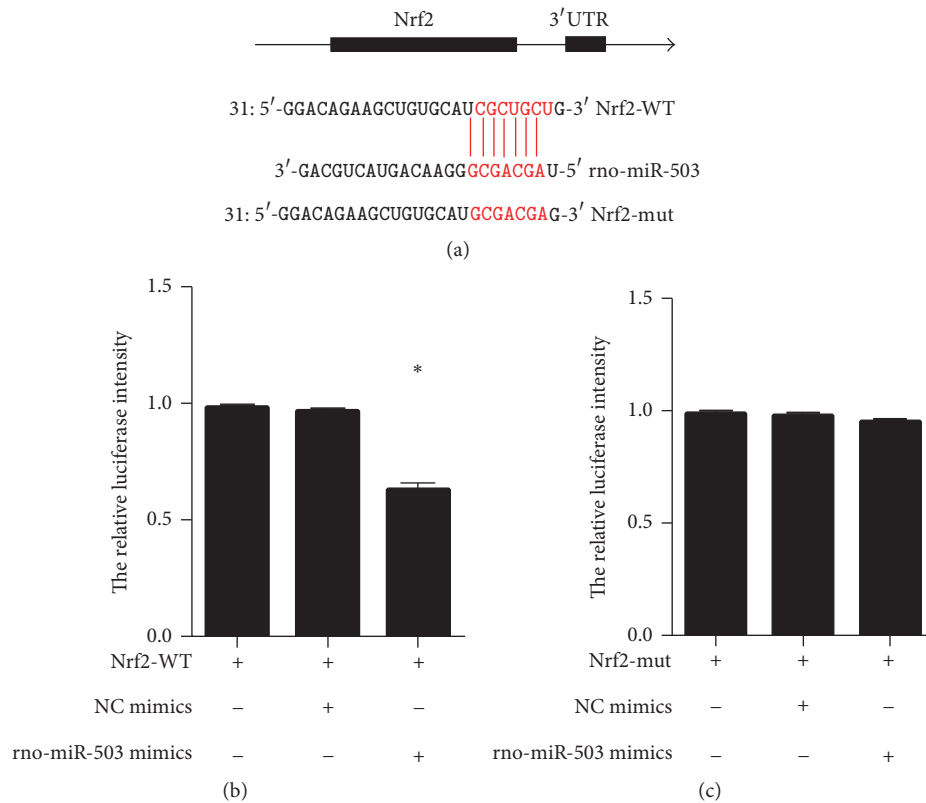 Nrf2 3′UTR
31: 5′-GGACAGAAGCUGUGCAUCGCUGCUG-3′ Nrf2-WT
3′-GACGUCAUGACAAGGGCGACGAU-5′ rno-miR-503
31: 5′-GGACAGAAGCUGUGCAUGCGACGAG-3′ Nrf2-mut
(a)
The relative luciferase intensity
1.5
1.0
0.5
0.0
*
Nrf2-WT + + +
NC mimics − + −
rno-miR-503 mimics − − +
(b)
The relative luciferase intensity
1.5
1.0
0.5
0.0
Nrf2-mut + + +
NC mimics − + −
rno-miR-503 mimics − − +
(c)